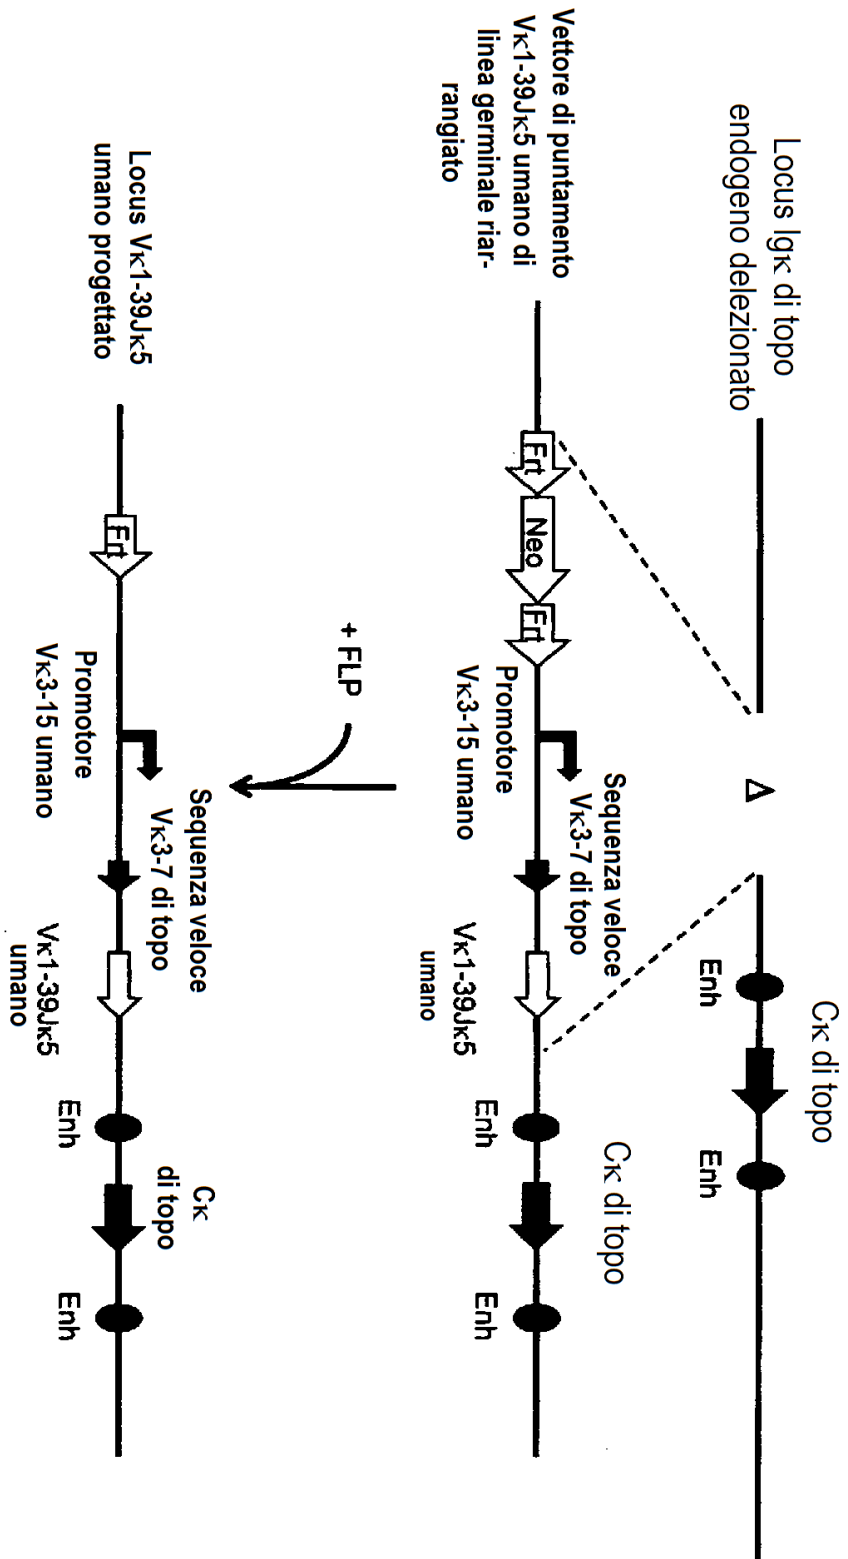 Locus Igκ di topo
endogeno delezionato
Δ
Cκ di topo
Enh
Enh
Vettore di puntamento
Vκ1-39Jκ5 umano di
linea germinale riar-
rangiato
Frt
Neo
Frt
Promotore
Vκ3-15 umano
Sequenza veloce
Vκ3-7 di topo
Vκ1-39Jκ5
umano
Enh
Cκ di topo
Enh
+ FLP
Locus Vκ1-39Jκ5
umano progettato
Frt
Promotore
Vκ3-15 umano
Sequenza veloce
Vκ3-7 di topo
Vκ1-39Jκ5
umano
Enh
Cκ
di topo
Enh